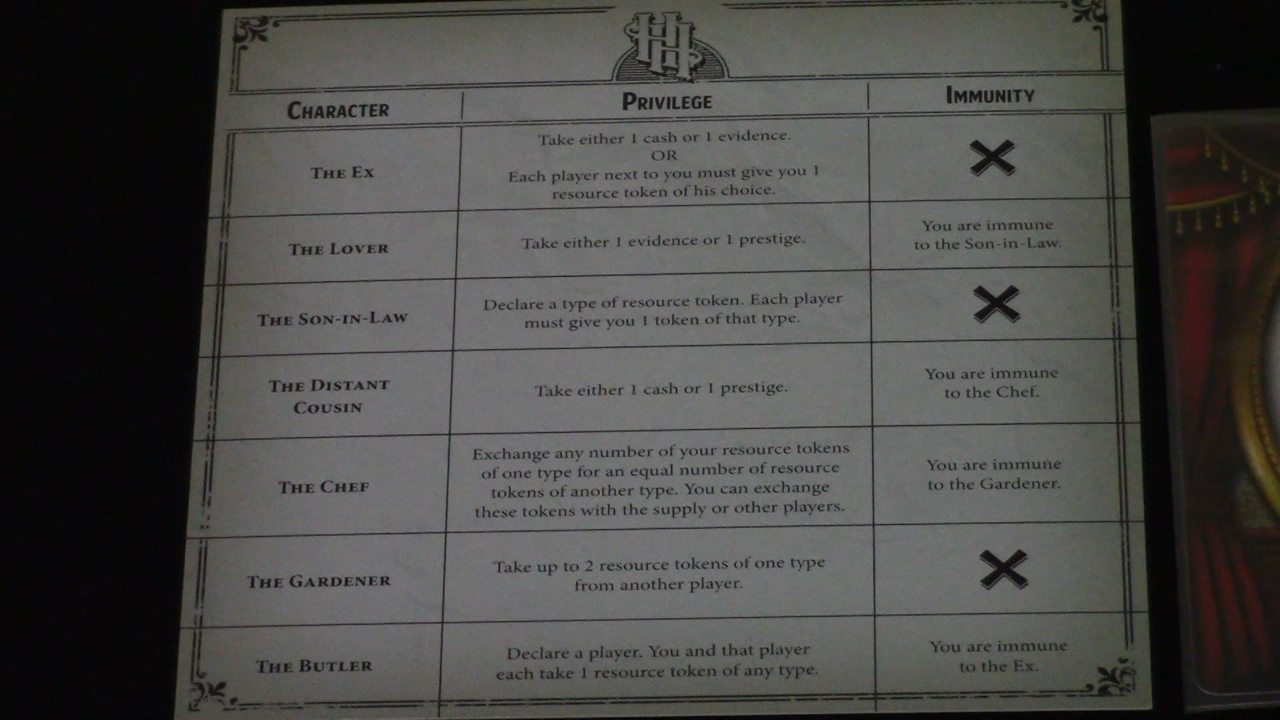 HH
CHARACTER PRIVILEGE IMMUNITY
THE EX
Take either 1 cash or 1 evidence.
OR
Each player next to you must give you 1
resource token of his choice.
THE LOVER
Take either 1 evidence or 1 prestige.
You are immune
to the Son-in-Law.
THE SON-IN-LAW
Declare a type of resource token. Each player
must give you 1 token of that type.
THE DISTANT
COUSIN
Take either 1 cash or 1 prestige.
You are immune
to the Chef.
THE CHEF
Exchange any number of your resource tokens
of one type for an equal number of resource
tokens of another type. You can exchange
these tokens with the supply or other players.
You are immune
to the Gardener.
THE GARDENER
Take up to 2 resource tokens of one type
from another player.
THE BUTLER
Declare a player. You and that player
each take 1 resource token of any type.
You are immune
to the Ex.